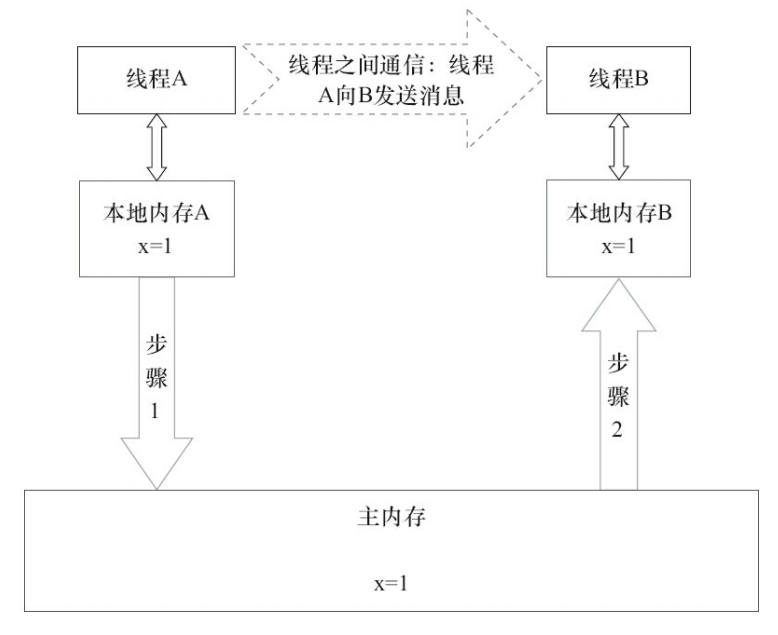 线程A
线程之间通信：线程
A向B发送消息
线程B
本地内存A
x=1
本地内存B
x=1
步
骤
1
步
骤
2
主内存
x=1